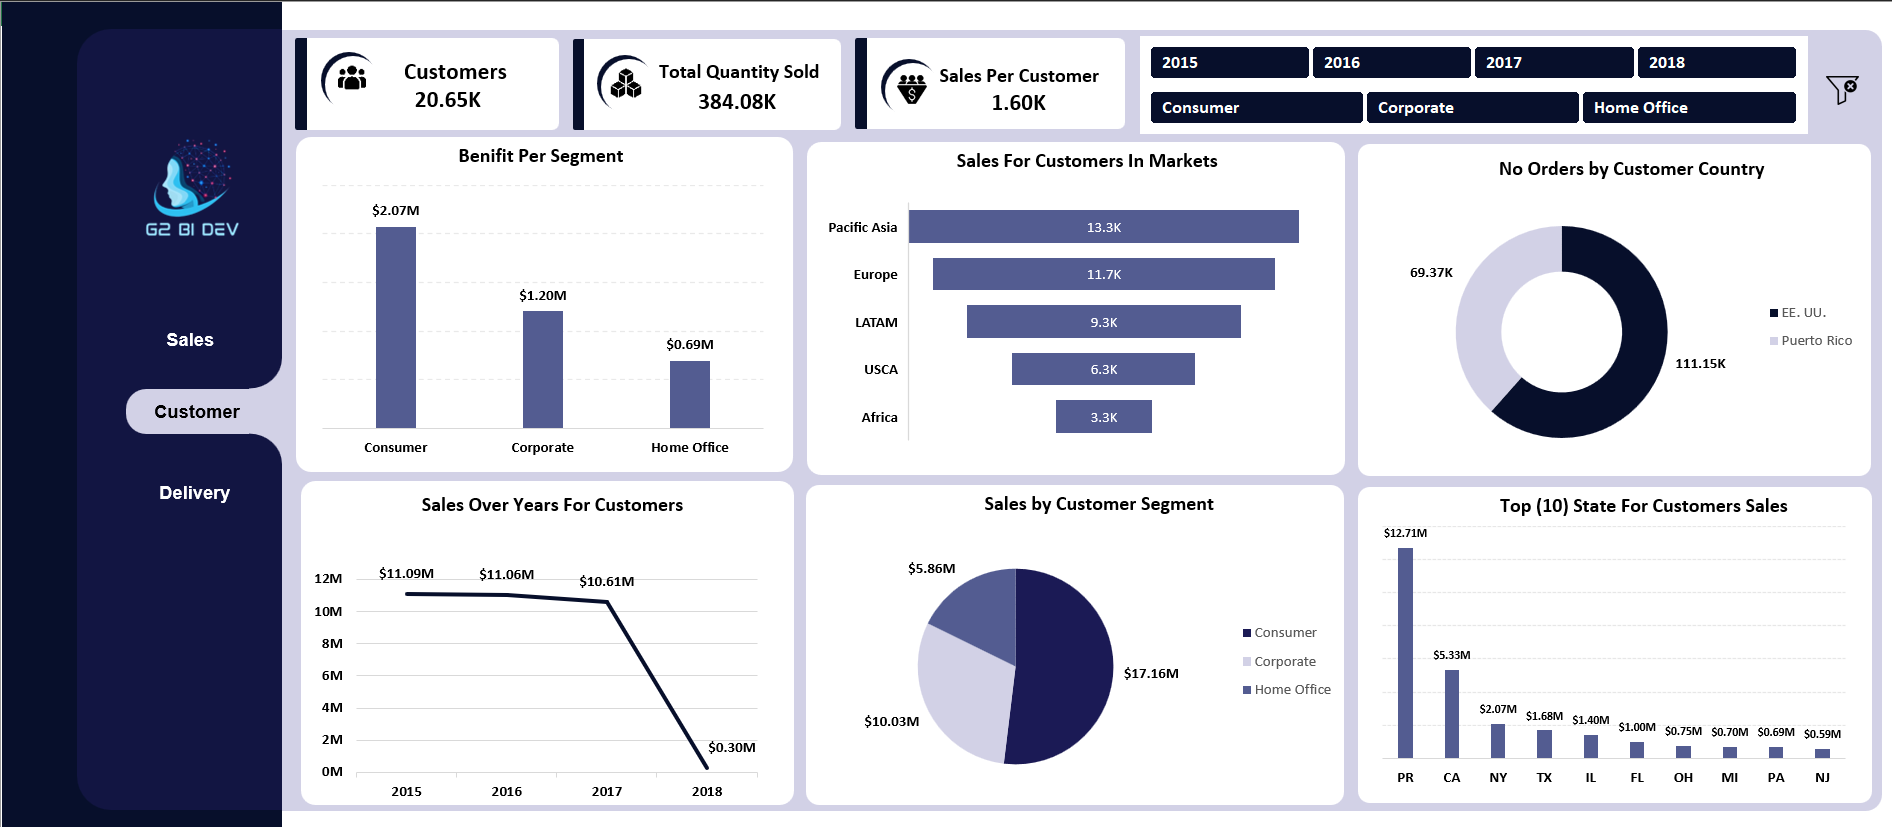 G2 BI DEV
Sales
Customer
Delivery
Customers
20.65K
Total Quantity Sold
384.08K
Sales Per Customer
1.60K
2015 2016 2017 2018
Consumer Corporate Home Office
Benifit Per Segment
$2.07M
$1.20M
$0.69M
Consumer Corporate Home Office
Sales For Customers In Markets
Pacific Asia 13.3K
Europe 11.7K
LATAM 9.3K
USCA 6.3K
Africa 3.3K
No Orders by Customer Country
69.37K
111.15K
EE. UU.
Puerto Rico
Sales Over Years For Customers
$11.09M $11.06M $10.61M $0.30M
12M
10M
8M
6M
4M
2M
0M
2015 2016 2017 2018
Sales by Customer Segment
$5.86M
$17.16M
$10.03M
Consumer
Corporate
Home Office
Top (10) State For Customers Sales
$12.71M
$5.33M
$2.07M $1.68M $1.40M $1.00M $0.75M $0.70M $0.69M $0.59M
PR CA NY TX IL FL OH MI PA NJ